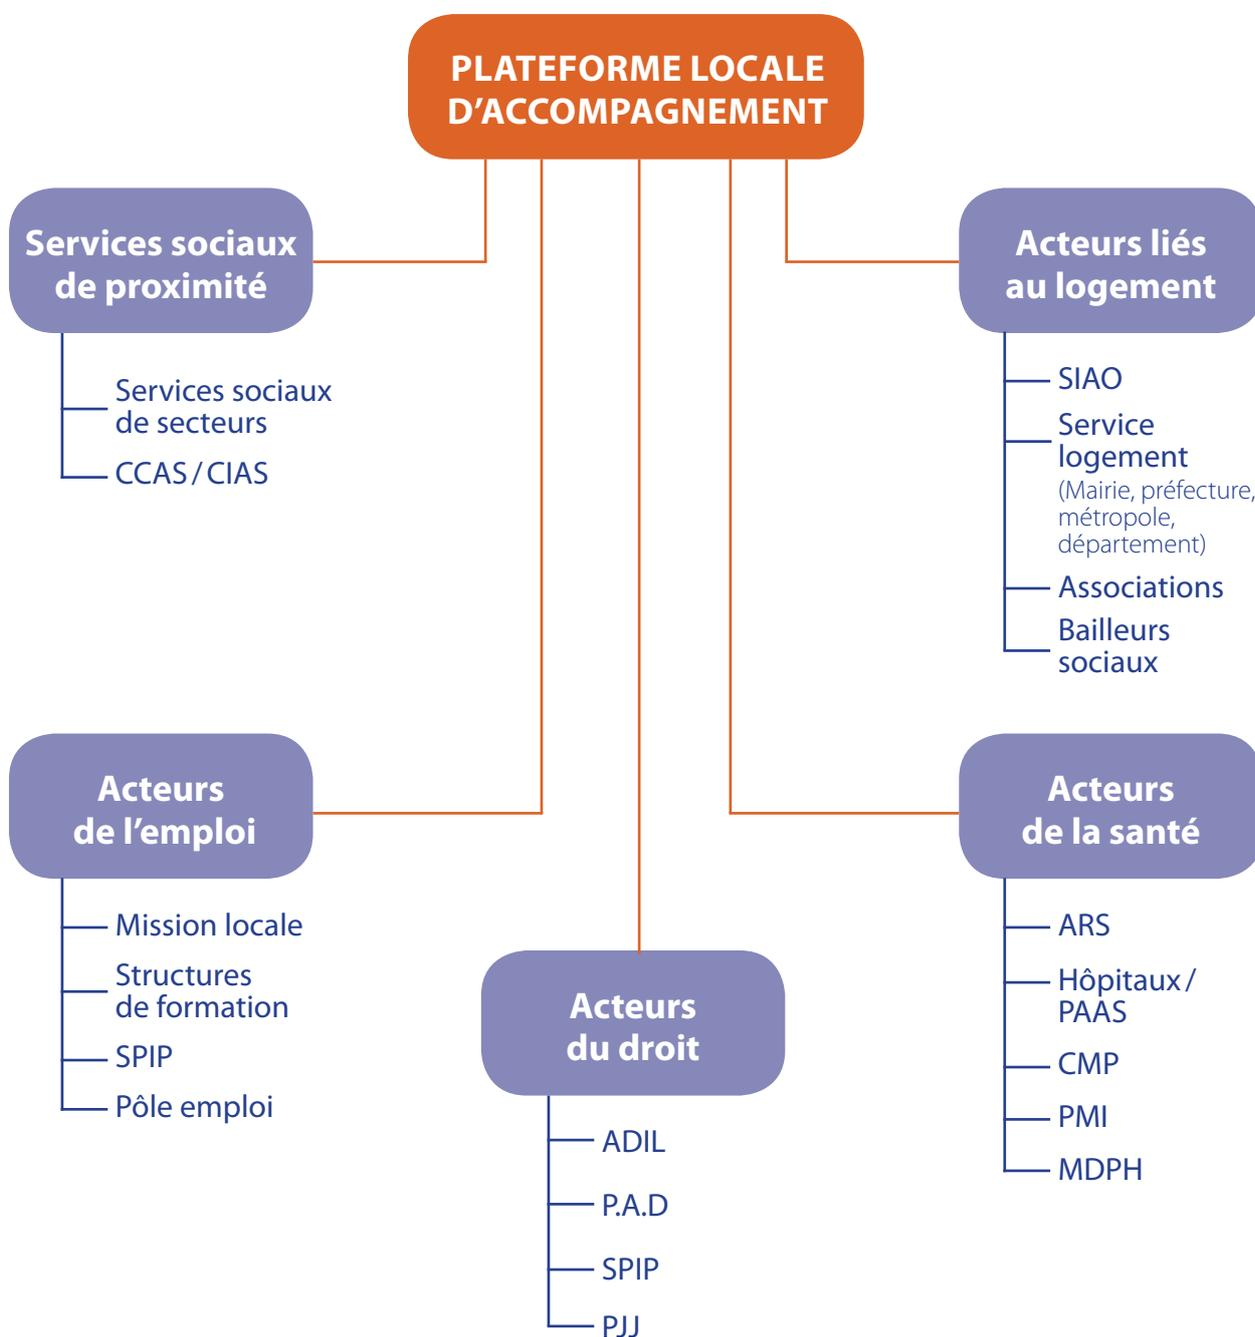 PLATEFORME LOCALE
D’ACCOMPAGNEMENT
Services sociaux
de proximité
Services sociaux
de secteurs
CCAS / CIAS
Acteurs liés
au logement
SIAO
Service
logement
(Mairie, préfecture,
métropole,
département)
Associations
Bailleurs
sociaux
Acteurs
de l’emploi
Mission locale
Structures
de formation
SPIP
Pôle emploi
Acteurs
du droit
ADIL
P.A.D
SPIP
PJJ
Acteurs
de la santé
ARS
Hôpitaux /
PAAS
CMP
PMI
MDPH